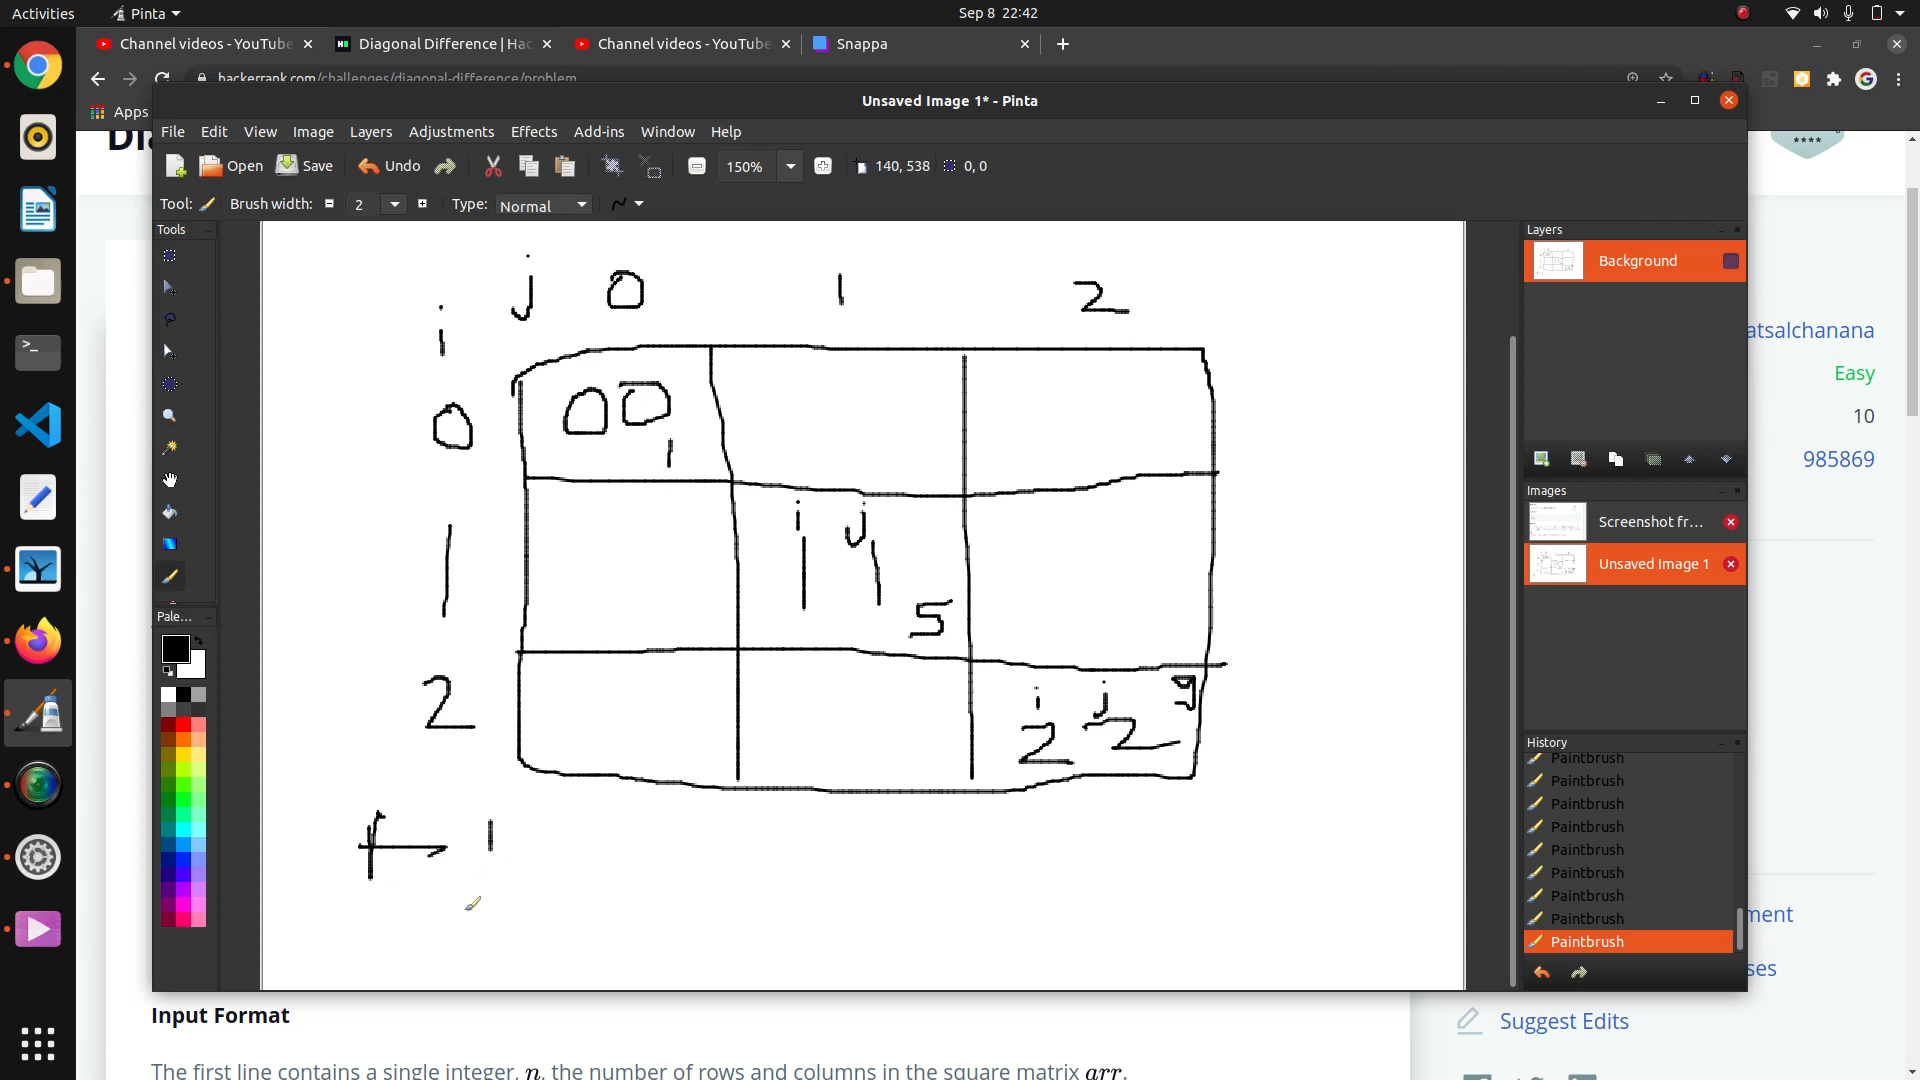 Activities Pinta Sep 8 22:42
Channel videos - YouTube Diagonal Difference | Hac Channel videos - YouTube Snappa
hackerrank.com/challenges/diagonal-difference/problem
Apps
Unsaved Image 1* - Pinta
File Edit View Image Layers Adjustments Effects Add-ins Window Help
Open Save Undo 150% 140, 538 0, 0
Tool: Brush width: 2 Type: Normal
Tools
Layers
Background
j 0 1 2
i
0 0 0
1
atsalchanana
Easy
10
985869
Images
Screenshot fr...
Unsaved Image 1
i j
1 1 1
5
Pale...
2
i j 9
2 2
History
Paintbrush
Paintbrush
Paintbrush
Paintbrush
Paintbrush
Paintbrush
Paintbrush
Paintbrush
Paintbrush
1
ment
ses
Input Format
Suggest Edits
The first line contains a single integer, n, the number of rows and columns in the square matrix arr.